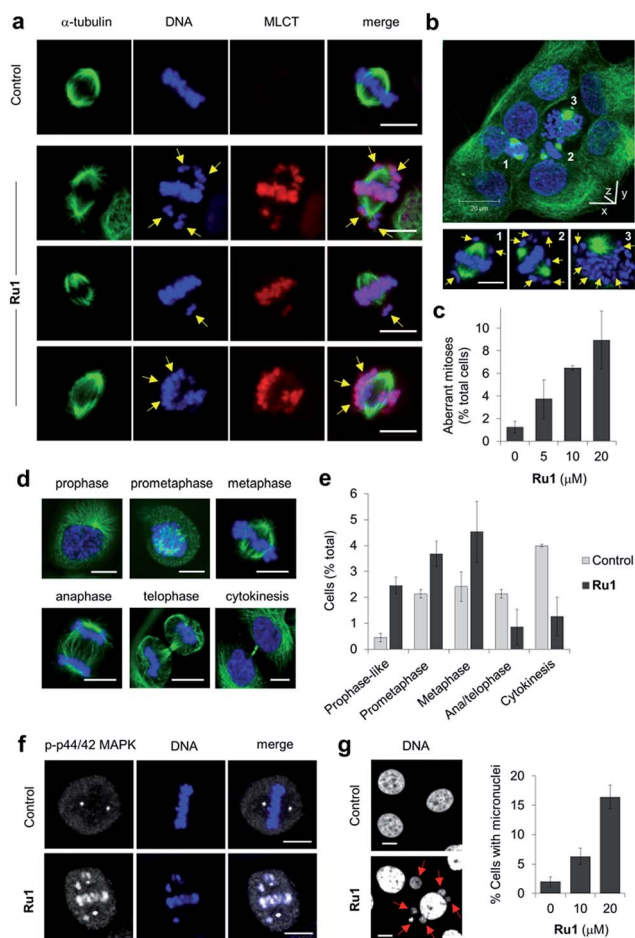 a
α-tubulin DNA MLCT merge
Control
Ru1
b
3
1
2
20 µm
z y
x
1 2 3
c
Aberrant mitoses
(% total cells)
10
8
6
4
2
0
0 5 10 20
Ru1 (µM)
d
prophase prometaphase metaphase
anaphase telophase cytokinesis
e
Cells (% total)
6
5
4
3
2
1
0
Control
Ru1
Prophase-like
Prometaphase
Metaphase
Ana/telophase
Cytokinesis
f
p-p44/42 MAPK DNA merge
Control
Ru1
g
DNA
Control
Ru1
% Cells with micronuclei
20
15
10
5
0
0 10 20
Ru1 (µM)